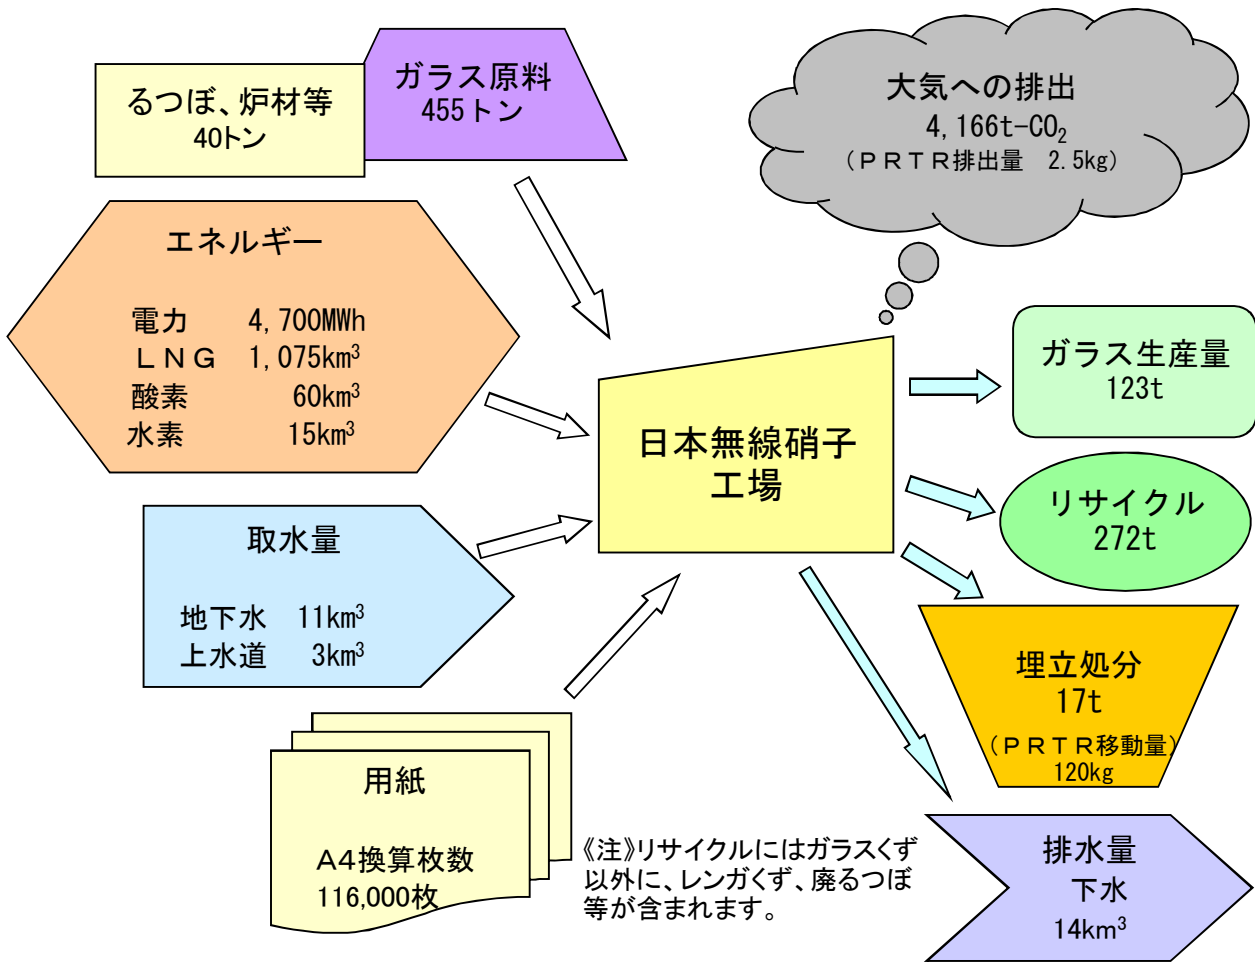 るつぼ、炉材等
40トン
ガラス原料
455トン
大気への排出
4,166t-CO₂
(ＰＲＴＲ排出量　2.5kg)
エネルギー
電力　4,700MWh
ＬＮＧ　1,075km³
酸素　60km³
水素　15km³
日本無線硝子
工場
ガラス生産量
123t
リサイクル
272t
取水量
地下水　11km³
上水道　3km³
埋立処分
17t
(ＰＲＴＲ移動量)
120kg
用紙
A4換算枚数
116,000枚
《注》リサイクルにはガラスくず
以外に、レンガくず、廃るつぼ
等が含まれます。
排水量
下水
14km³